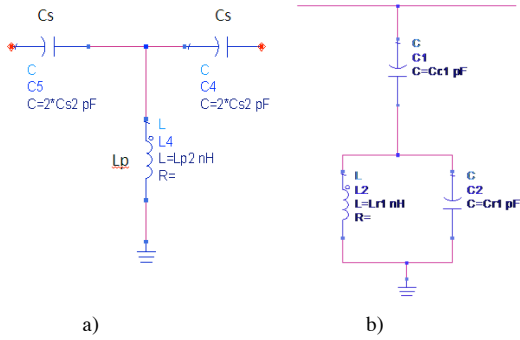 Cs
Cs
C
C5
C=2*Cs2 pF
C
C4
C=2*Cs2 pF
Lp
L
L4
L=Lp2 nH
R=
a)
C
C1
C=Cc1 pF
L
L2
L=Lr1 nH
R=
C
C2
C=Cr1 pF
b)